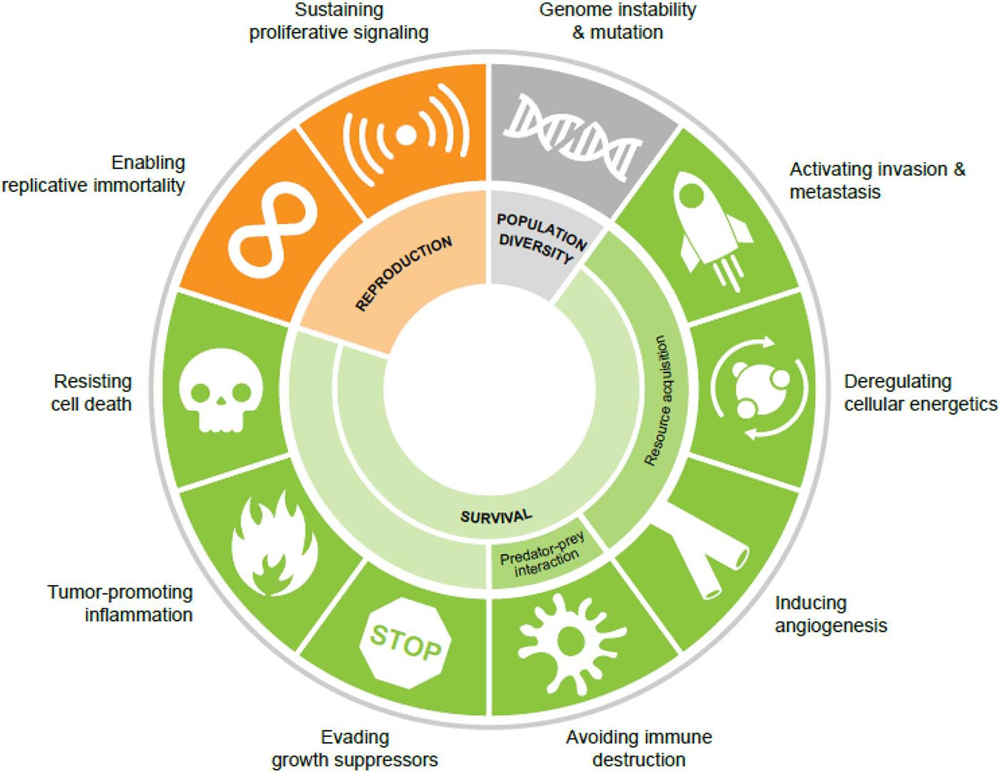 Sustaining
proliferative signaling
Genome instability
& mutation
Enabling
replicative immortality
Activating invasion &
metastasis
REPRODUCTION
POPULATION
DIVERSITY
Resource acquisition
Resisting
cell death
Deregulating
cellular energetics
SURVIVAL
Predator-prey
interaction
Tumor-promoting
inflammation
Inducing
angiogenesis
STOP
Evading
growth suppressors
Avoiding immune
destruction